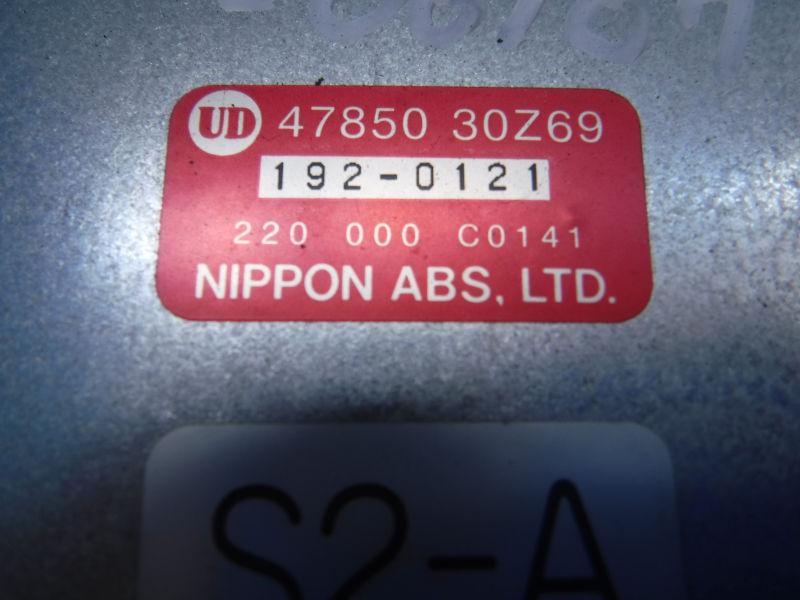 UD 47850 30Z69
192-0121
220 000 C0141
NIPPON ABS, LTD.
S2-A